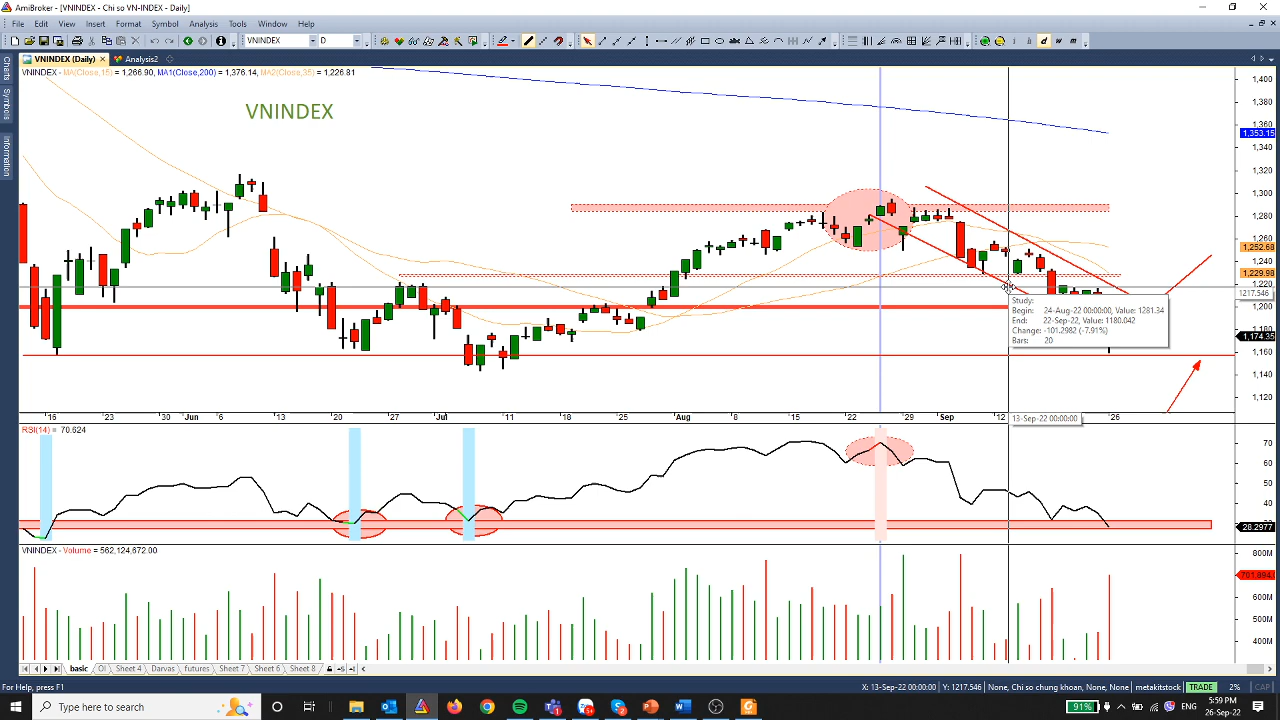 AmiBroker - [VNINDEX - Chi so VN-INDEX - Daily]
File Edit View Insert Format Symbol Analysis Tools Window Help
VNINDEX D
VNINDEX (Daily) Analysis2
Charts
Symbols
Information
VNINDEX - MA(Close,15) = 1,266.90, MA1(Close,200) = 1,376.14, MA2(Close,35) = 1,226.81
VNINDEX
1,400
1,380
1,360
1,353.15
1,340
1,320
1,300
1,280
1,260
1,252.68
1,229.98
1,220
1217.546
1,200
1,180
1,174.35
1,160
1,140
1,120
Study:
Begin: 24-Aug-22 00:00:00, Value: 1281.34
End: 22-Sep-22, Value: 1180.042
Change: -101.2982 (-7.91%)
Bars: 20
16 23 Jun 6 13 20 27 Jul 11 18 25 Aug 8 15 22 29 Sep 12 13-Sep-22 00:00:00 26
RSI(14) = 70.624
70
60
50
40
28.2977
VNINDEX - Volume = 562,124,672.00
800M
600M
500M
400M
basic OI Sheet 4 Darvas futures Sheet 7 Sheet 6 Sheet 8
For Help, press F1
X: 13-Sep-22 00:00:00 Y: 1217.546 None, Chi so chung khoan, None, None metakitstock TRADE 2% CAP
Type here to search
91%
5:59 PM
26-Sep-22